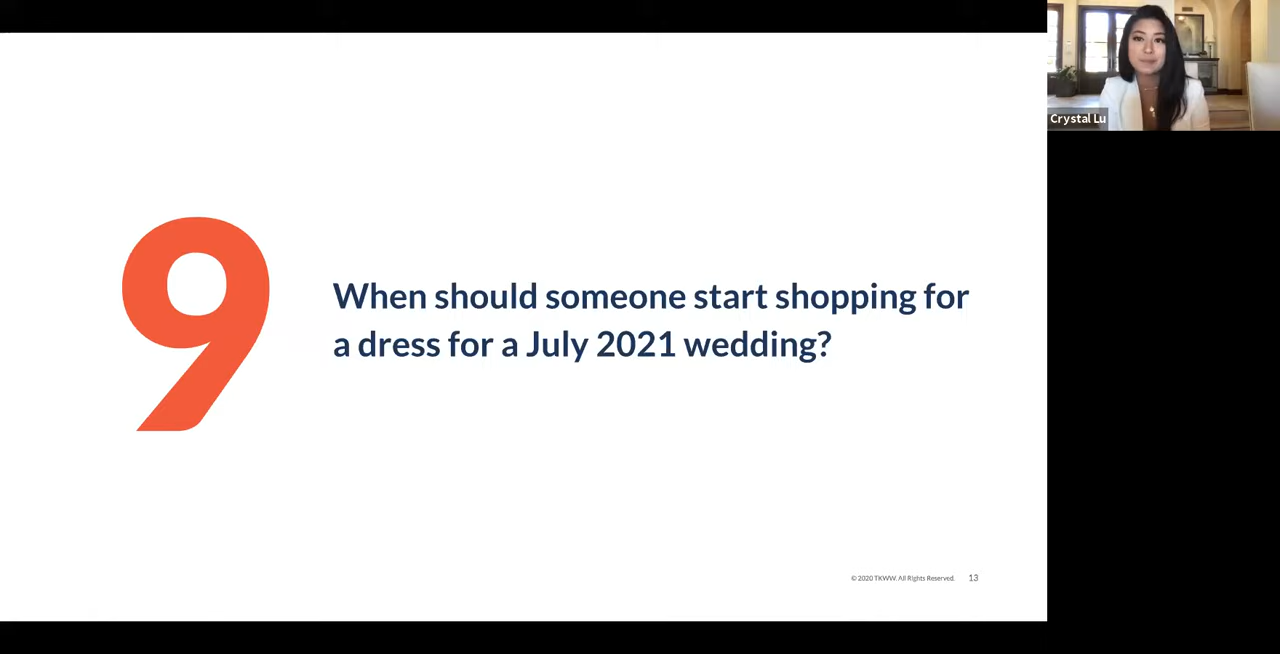 Crystal Lu
9
When should someone start shopping for
a dress for a July 2021 wedding?
© 2020 TKWW. All Rights Reserved. 13